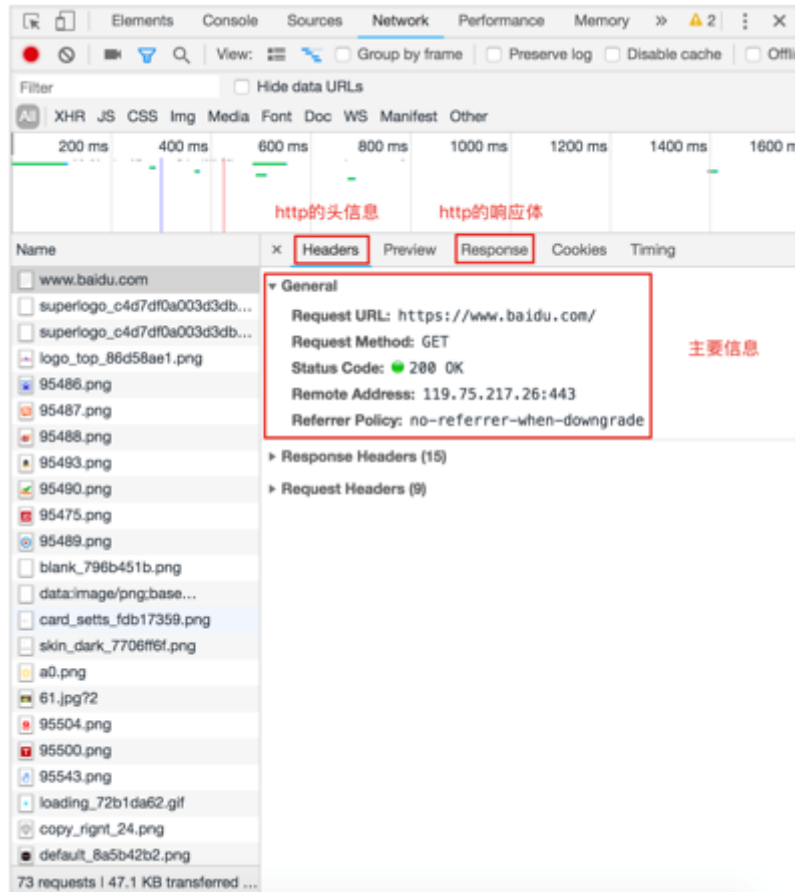 Elements Console Sources Network Performance Memory » 2
View: Group by frame Preserve log Disable cache
Filter Hide data URLs
All XHR JS CSS Img Media Font Doc WS Manifest Other
200 ms 400 ms 600 ms 800 ms 1000 ms 1200 ms 1400 ms 1600 m
http的头信息 http的响应体
Name × Headers Preview Response Cookies Timing
www.baidu.com
superlogo_c4d7df0a003d3db...
superlogo_c4d7df0a003d3db...
logo_top_86d58ae1.png
95486.png
95487.png
95488.png
95493.png
95490.png
95475.png
95489.png
blank_796b451b.png
data:image/png;base...
card_setts_fdb17359.png
skin_dark_7706ff6f.png
a0.png
61.jpg?2
95504.png
95500.png
95543.png
loading_72b1da62.gif
copy_rignt_24.png
default_8a5b42b2.png
73 requests | 47.1 KB transferred ...
General
Request URL: https://www.baidu.com/
Request Method: GET
Status Code: 200 OK
Remote Address: 119.75.217.26:443
Referrer Policy: no-referrer-when-downgrade
主要信息
Response Headers (15)
Request Headers (9)